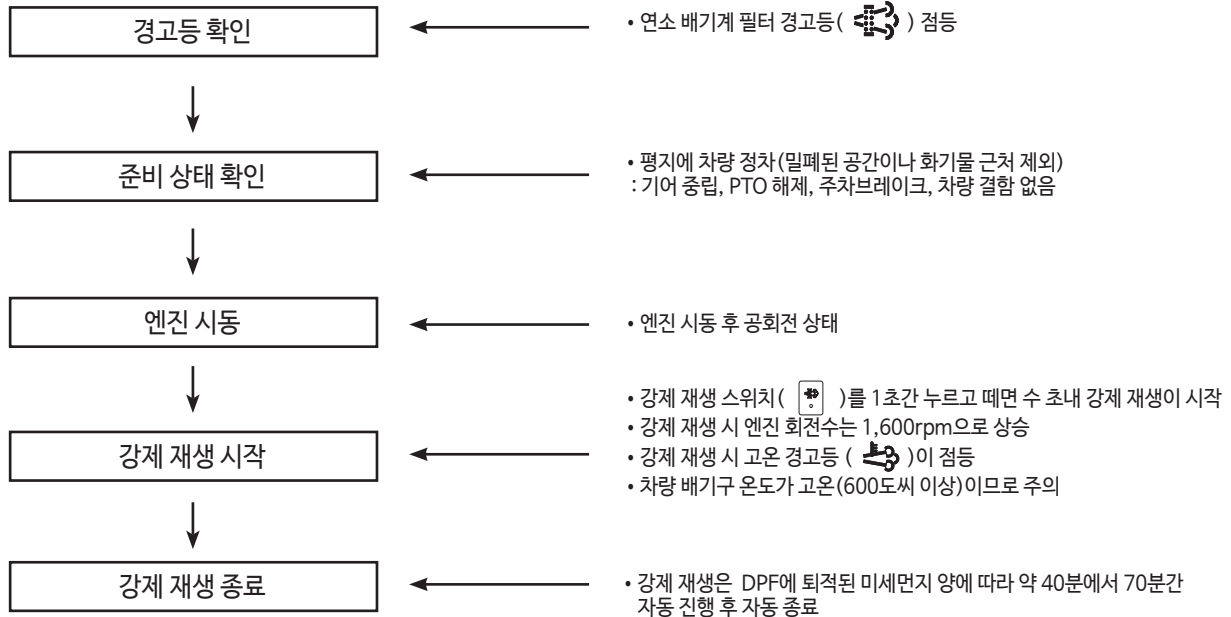 경고등 확인
• 연소 배기계 필터 경고등( ) 점등
준비 상태 확인
• 평지에 차량 정차(밀폐된 공간이나 화기물 근처 제외)
: 기어 중립, PTO 해제, 주차브레이크, 차량 결함 없음
엔진 시동
• 엔진 시동 후 공회전 상태
강제 재생 시작
• 강제 재생 스위치( )를 1초간 누르고 떼면 수 초내 강제 재생이 시작
• 강제 재생 시 엔진 회전수는 1,600rpm으로 상승
• 강제 재생 시 고온 경고등 ( )이 점등
• 차량 배기구 온도가 고온(600도씨 이상)이므로 주의
강제 재생 종료
• 강제 재생은 DPF에 퇴적된 미세먼지 양에 따라 약 40분에서 70분간
자동 진행 후 자동 종료